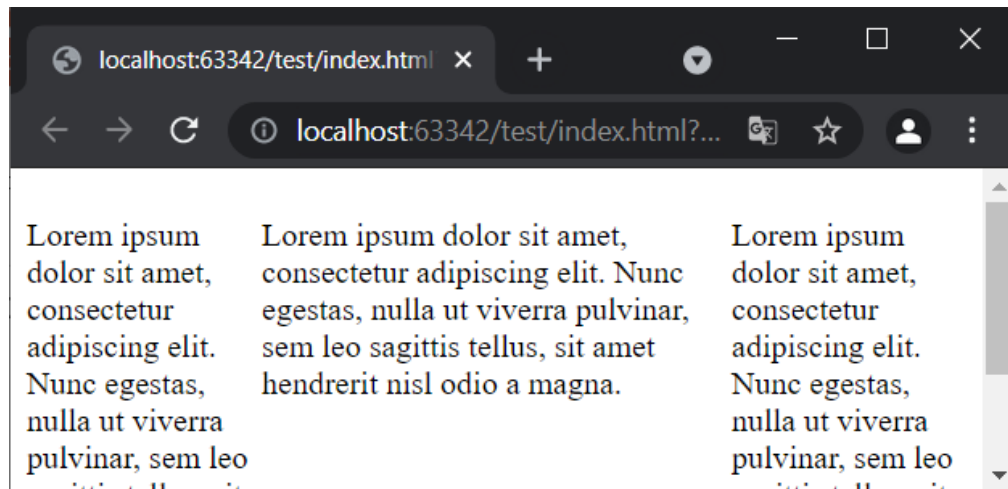 localhost:63342/test/index.html
localhost:63342/test/index.html?...
Lorem ipsum
dolor sit amet,
consectetur
adipiscing elit.
Nunc egestas,
nulla ut viverra
pulvinar, sem leo
Lorem ipsum dolor sit amet,
consectetur adipiscing elit. Nunc
egestas, nulla ut viverra pulvinar,
sem leo sagittis tellus, sit amet
hendrerit nisl odio a magna.
Lorem ipsum
dolor sit amet,
consectetur
adipiscing elit.
Nunc egestas,
nulla ut viverra
pulvinar, sem leo